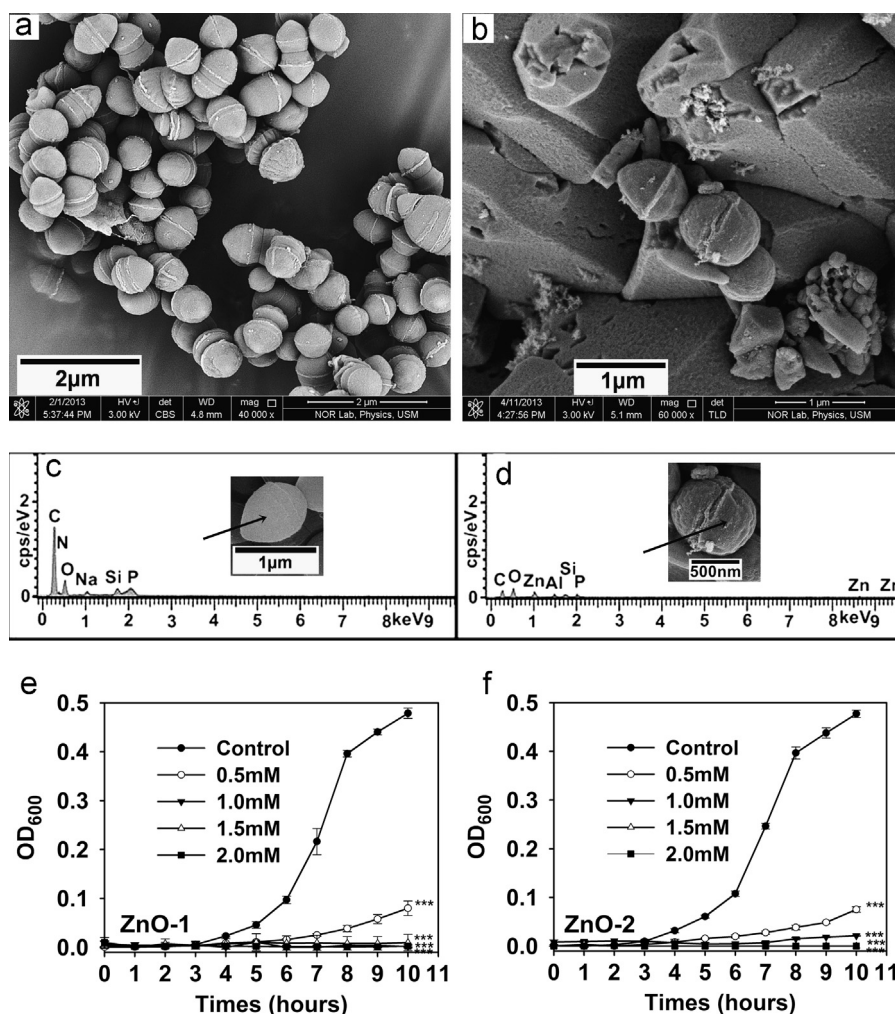 a
2µm
2/1/2013 HV det WD mag 2 µm
5:37:44 PM 3.00 kV CBS 4.8 mm 40 000 x NOR Lab, Physics, USM
b
1µm
4/11/2013 HV det WD mag 1 µm
4:27:56 PM 3.00 kV TLD 5.1 mm 60 000 x NOR Lab, Physics, USM
c
cps/eV
2
1
0
C N O Na Si P
1µm
0 1 2 3 4 5 6 7 8 keV 9
d
cps/eV
2
1
0
C O Zn Al Si P
500nm
Zn Zn
0 1 2 3 4 5 6 7 8 keV 9
e
OD600
0.5
0.4
0.3
0.2
0.1
0.0
Control
0.5mM
1.0mM
1.5mM
2.0mM
***
***
***
***
ZnO-1
0 1 2 3 4 5 6 7 8 9 10 11
Times (hours)
f
OD600
0.5
0.4
0.3
0.2
0.1
0.0
Control
0.5mM
1.0mM
1.5mM
2.0mM
***
***
***
***
ZnO-2
0 1 2 3 4 5 6 7 8 9 10 11
Times (hours)